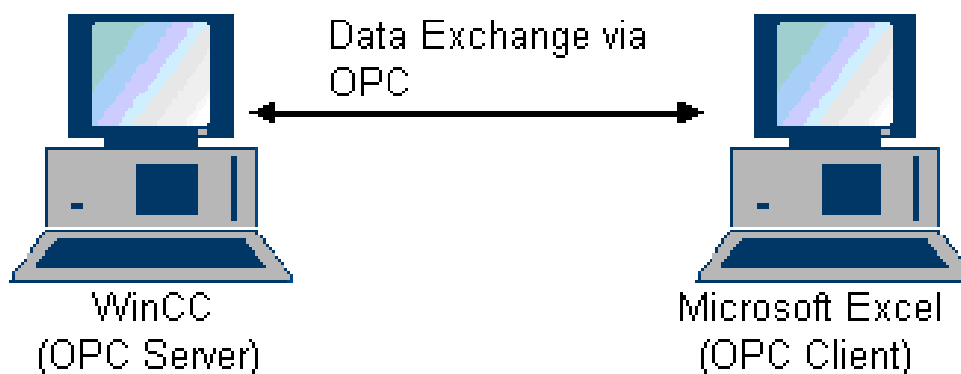 Data Exchange via
OPC
WinCC
(OPC Server)
Microsoft Excel
(OPC Client)